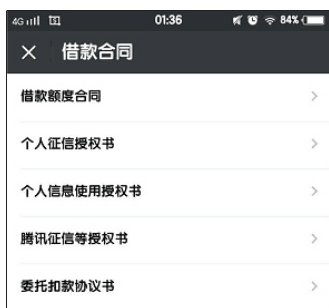 4G 01:36 84%
借款合同
借款额度合同
个人征信授权书
个人信息使用授权书
腾讯征信等授权书
委托扣款协议书